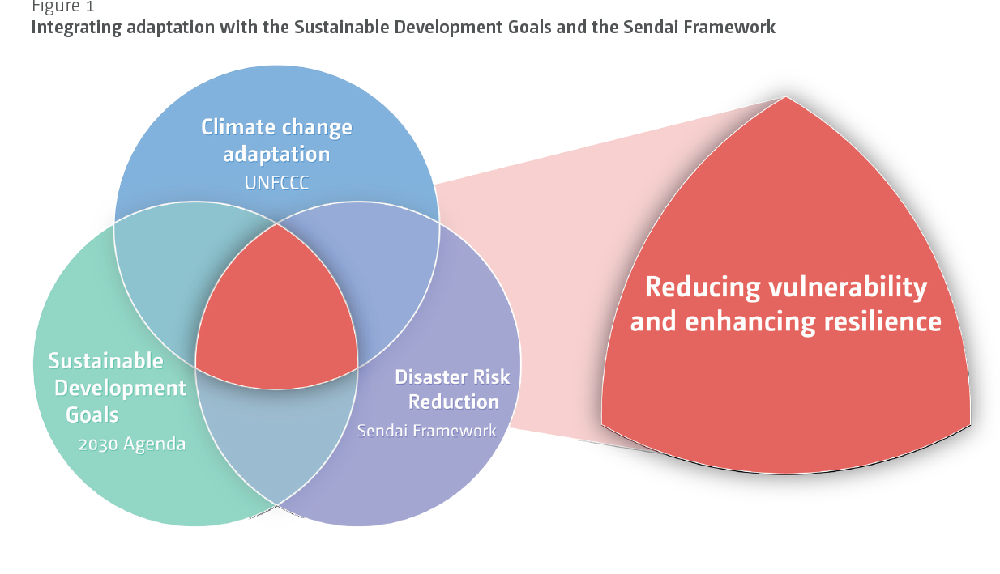 Figure 1
Integrating adaptation with the Sustainable Development Goals and the Sendai Framework
Climate change
adaptation
UNFCCC
Sustainable
Development
Goals
2030 Agenda
Disaster Risk
Reduction
Sendai Framework
Reducing vulnerability
and enhancing resilience